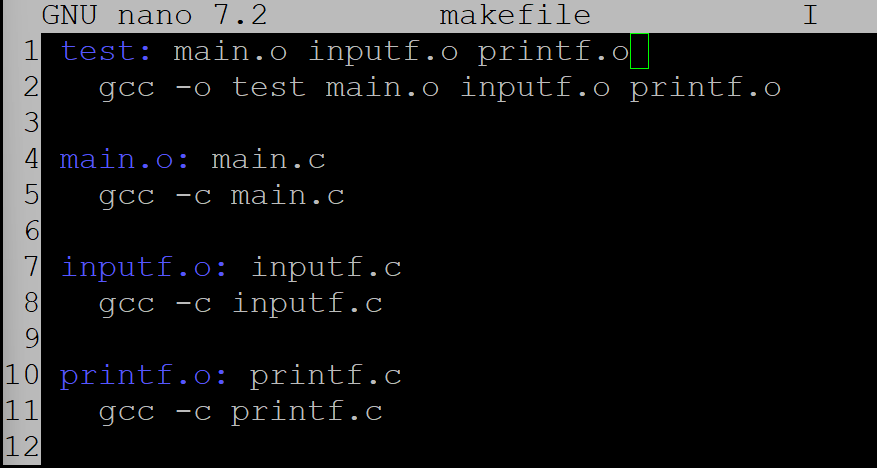 GNU nano 7.2 makefile I
1 test: main.o inputf.o printf.o
2   gcc -o test main.o inputf.o printf.o
3
4 main.o: main.c
5   gcc -c main.c
6
7 inputf.o: inputf.c
8   gcc -c inputf.c
9
10 printf.o: printf.c
11   gcc -c printf.c
12